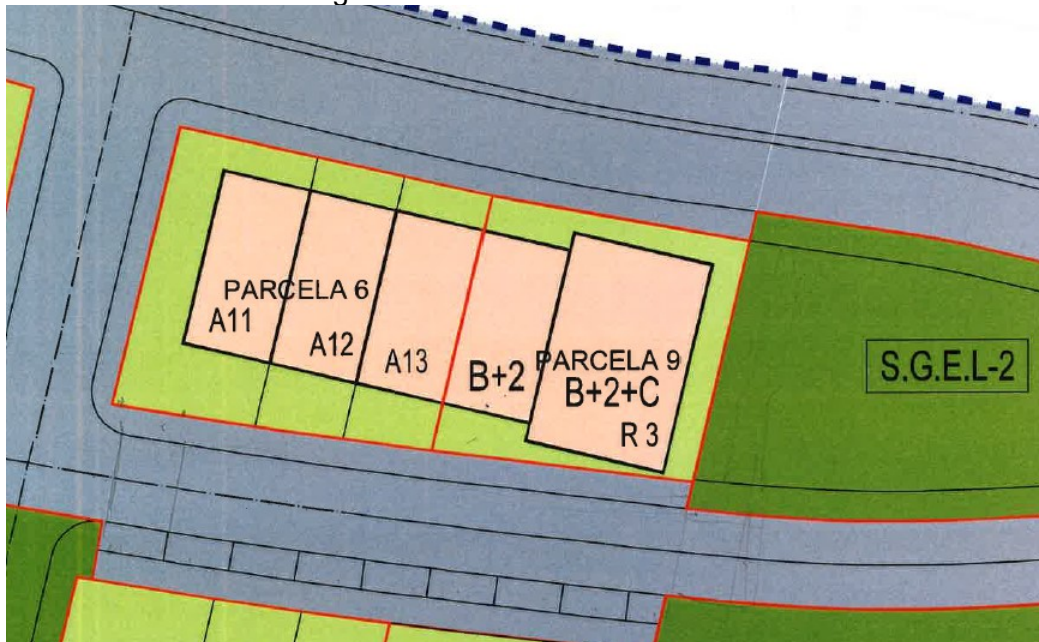 PARCELA 6
A11
A12
A13
B+2
PARCELA 9
B+2+C
R 3
S.G.E.L-2